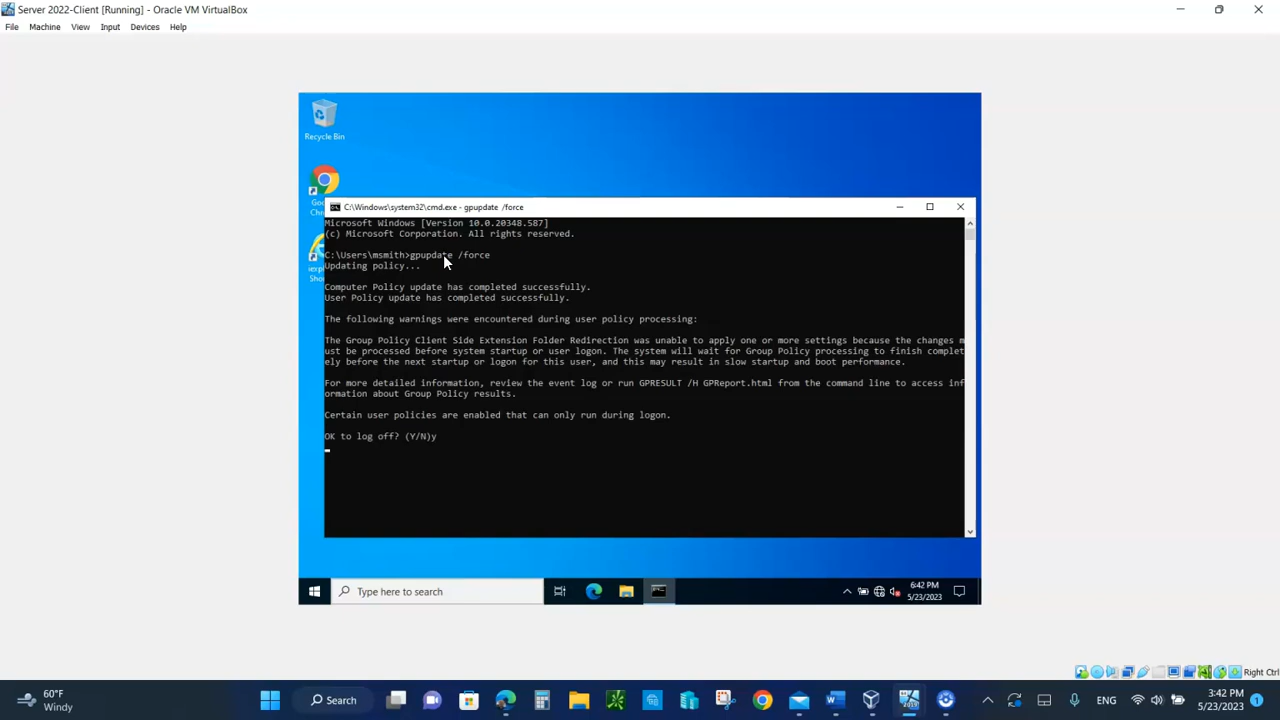 Server 2022-Client [Running] - Oracle VM VirtualBox
File Machine View Input Devices Help
Recycle Bin
C:\Windows\system32\cmd.exe - gpupdate /force
Microsoft Windows [Version 10.0.20348.587]
(c) Microsoft Corporation. All rights reserved.
C:\Users\msmith>gpupdate /force
Updating policy...
Computer Policy update has completed successfully.
User Policy update has completed successfully.
The following warnings were encountered during user policy processing:
The Group Policy Client Side Extension Folder Redirection was unable to apply one or more settings because the changes m
ust be processed before system startup or user logon. The system will wait for Group Policy processing to finish complet
ely before the next startup or logon for this user, and this may result in slow startup and boot performance.
For more detailed information, review the event log or run GPRESULT /H GPReport.html from the command line to access inf
ormation about Group Policy results.
Certain user policies are enabled that can only run during logon.
OK to log off? (Y/N)y
Type here to search
6:42 PM
5/23/2023
Right Ctrl
60°F
Windy
Search
ENG
3:42 PM
5/23/2023
1